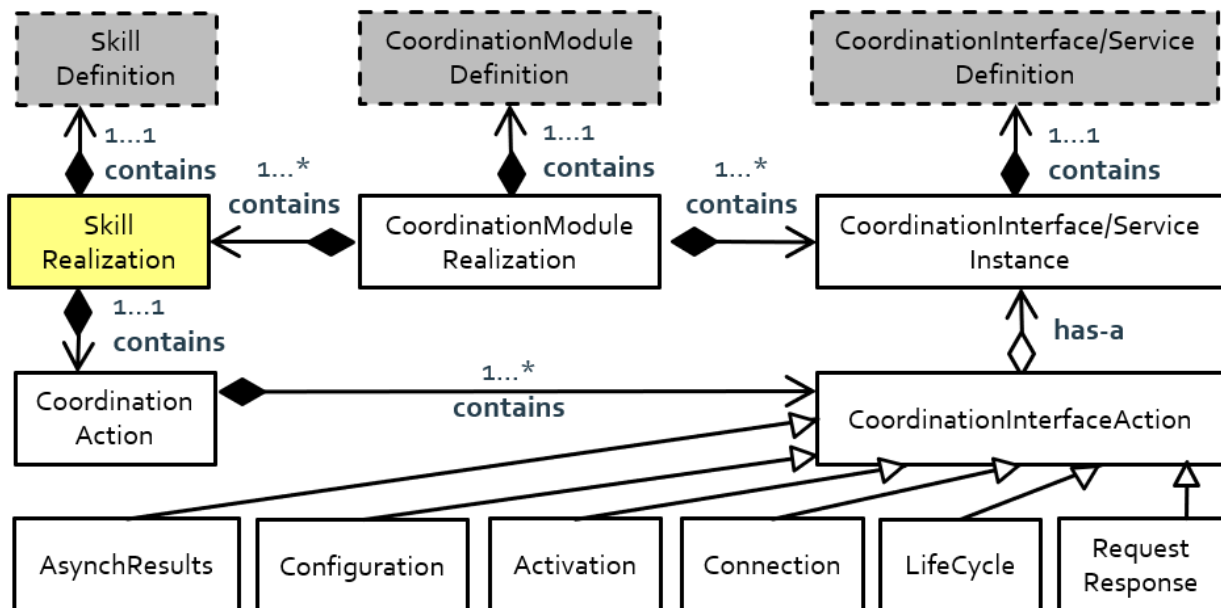 Skill
Definition
CoordinationModule
Definition
CoordinationInterface/Service
Definition
1...1
contains
1...*
contains
1...1
contains
1...*
contains
1...1
contains
Skill
Realization
CoordinationModule
Realization
CoordinationInterface/Service
Instance
1...1
contains
has-a
Coordination
Action
1...*
contains
CoordinationInterfaceAction
AsynchResults
Configuration
Activation
Connection
LifeCycle
Request
Response